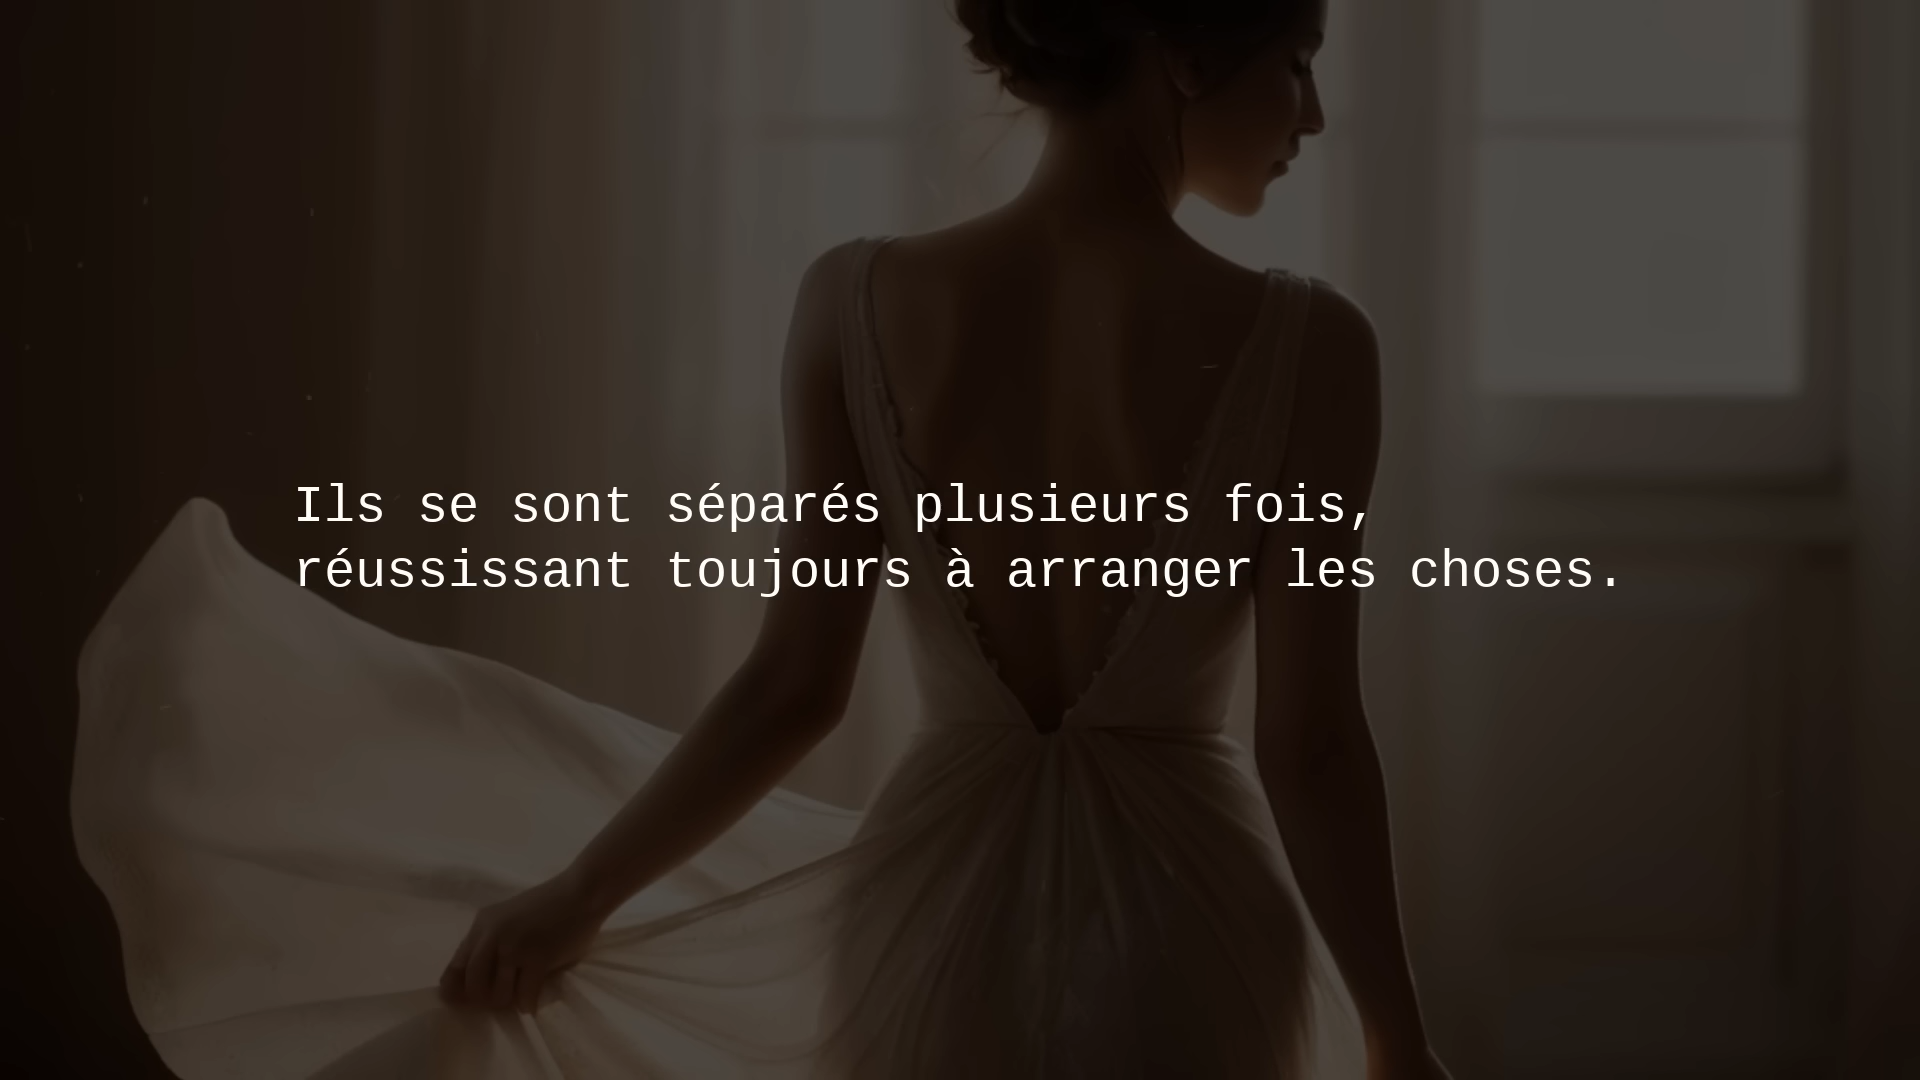 Ils se sont séparés plusieurs fois,
réussissant toujours à arranger les choses.